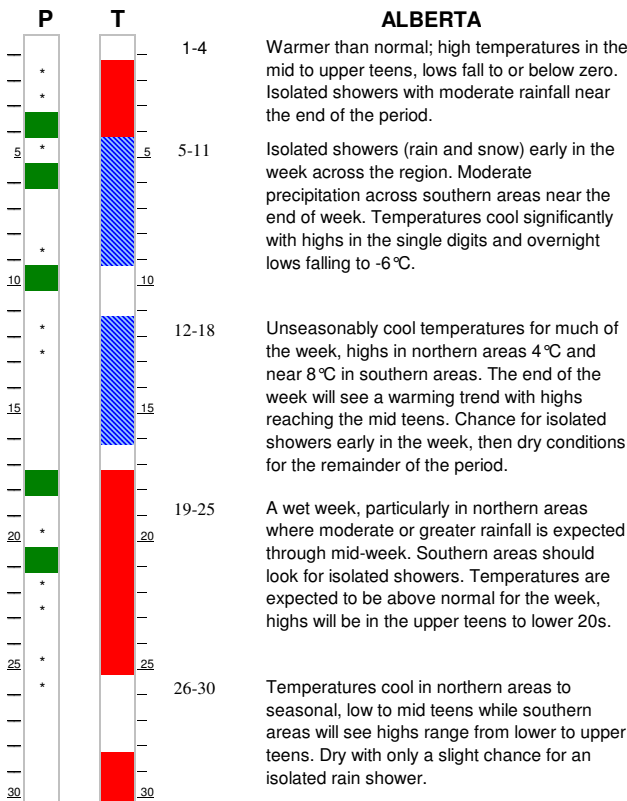 P T ALBERTA
1-4 Warmer than normal; high temperatures in the
mid to upper teens, lows fall to or below zero.
Isolated showers with moderate rainfall near
the end of the period.
5 5 5-11 Isolated showers (rain and snow) early in the
week across the region. Moderate
precipitation across southern areas near the
end of week. Temperatures cool significantly
with highs in the single digits and overnight
lows falling to -6°C.
10 10
12-18 Unseasonably cool temperatures for much of
the week, highs in northern areas 4°C and
near 8°C in southern areas. The end of the
week will see a warming trend with highs
15 15 reaching the mid teens. Chance for isolated
showers early in the week, then dry conditions
for the remainder of the period.
19-25 A wet week, particularly in northern areas
20 20 where moderate or greater rainfall is expected
through mid-week. Southern areas should
look for isolated showers. Temperatures are
expected to be above normal for the week,
highs will be in the upper teens to lower 20s.
25 25
26-30 Temperatures cool in northern areas to
seasonal, low to mid teens while southern
areas will see highs range from lower to upper
teens. Dry with only a slight chance for an
isolated rain shower.
30 30